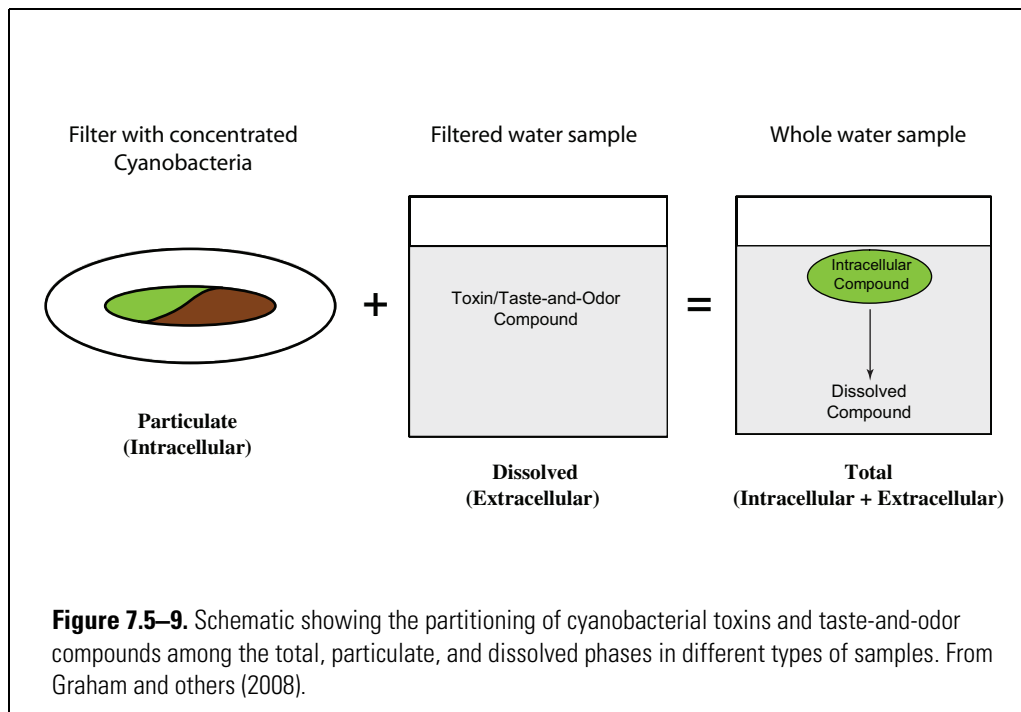 Filter with concentrated
Cyanobacteria
Filtered water sample
Whole water sample
+
Toxin/Taste-and-Odor
Compound
=
Intracellular
Compound
Dissolved
Compound
Particulate
(Intracellular)
Dissolved
(Extracellular)
Total
(Intracellular + Extracellular)
Figure 7.5–9. Schematic showing the partitioning of cyanobacterial toxins and taste-and-odor
compounds among the total, particulate, and dissolved phases in different types of samples. From
Graham and others (2008).